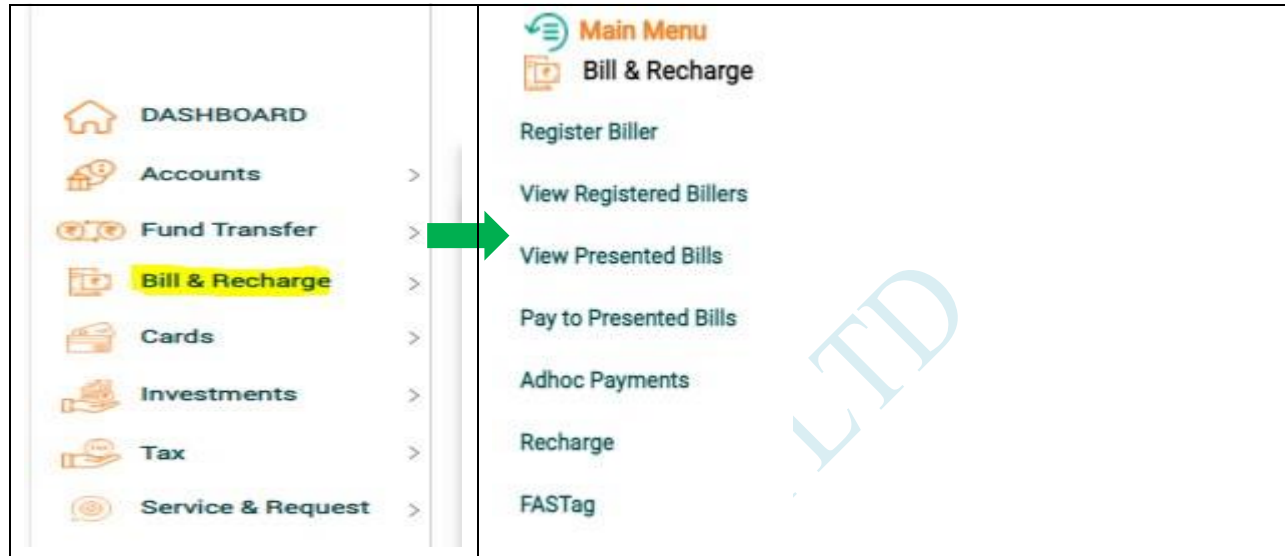 DASHBOARD
Accounts >
Fund Transfer >
Bill & Recharge >
Cards >
Investments >
Tax >
Service & Request >
Main Menu
Bill & Recharge
Register Biller
View Registered Billers
View Presented Bills
Pay to Presented Bills
Adhoc Payments
Recharge
FASTag
LTD